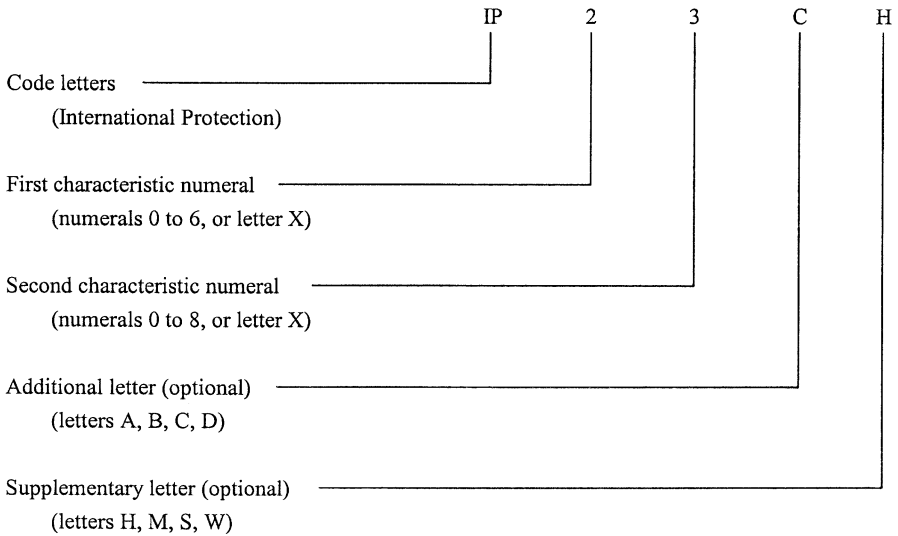 IP 2 3 C H
Code letters
(International Protection)
First characteristic numeral
(numerals 0 to 6, or letter X)
Second characteristic numeral
(numerals 0 to 8, or letter X)
Additional letter (optional)
(letters A, B, C, D)
Supplementary letter (optional)
(letters H, M, S, W)